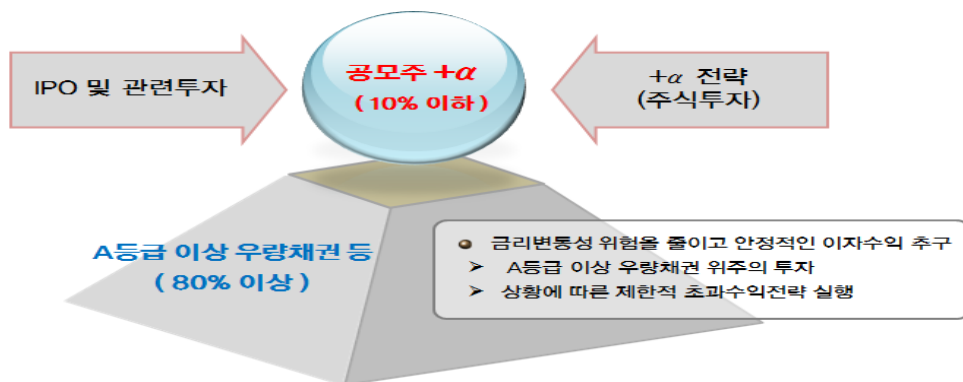 IPO 및 관련투자
공모주 +α
( 10% 이하 )
+α 전략
(주식투자)
A등급 이상 우량채권 등
( 80% 이상 )
금리변동성 위험을 줄이고 안정적인 이자수익 추구
A등급 이상 우량채권 위주의 투자
상황에 따른 제한적 초과수익전략 실행